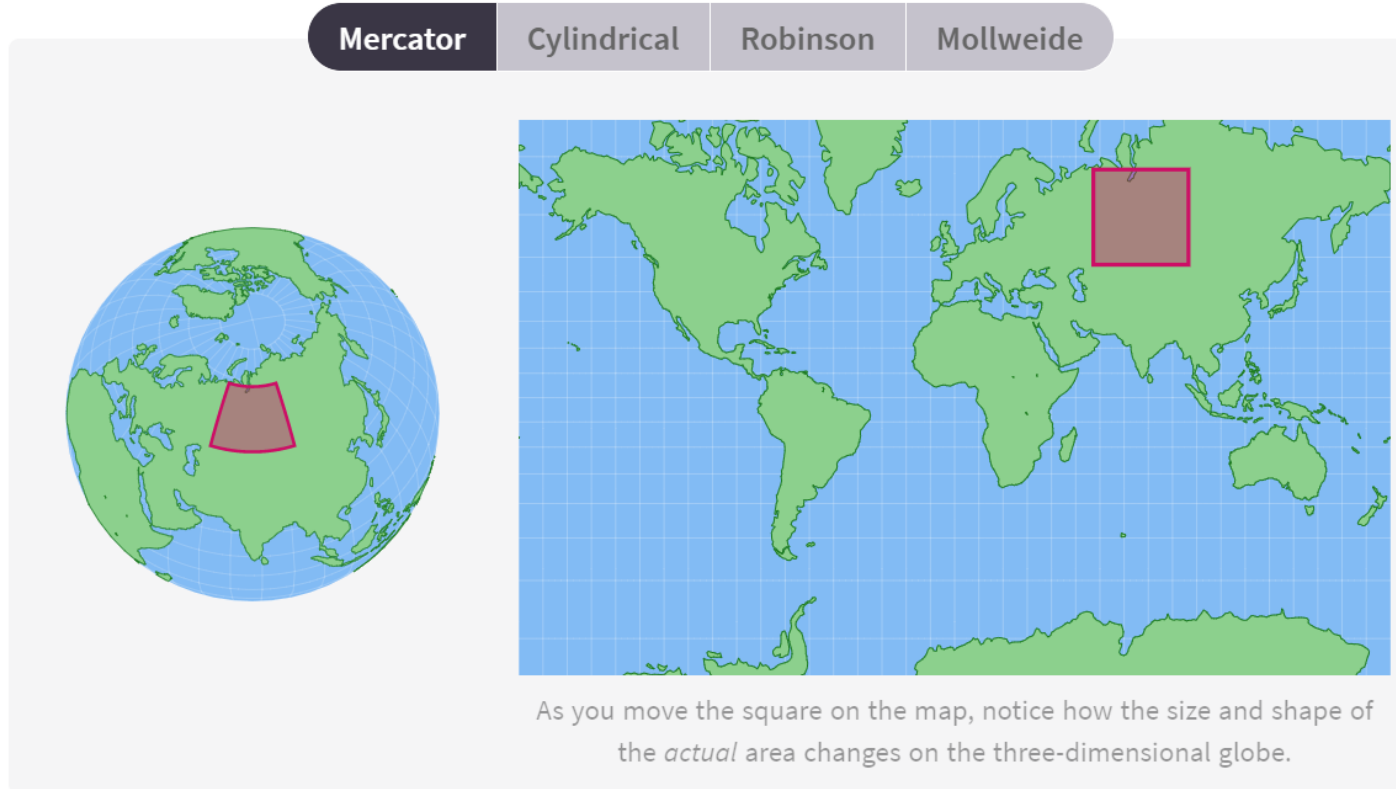 Mercator Cylindrical Robinson Mollweide
As you move the square on the map, notice how the size and shape of
the actual area changes on the three-dimensional globe.